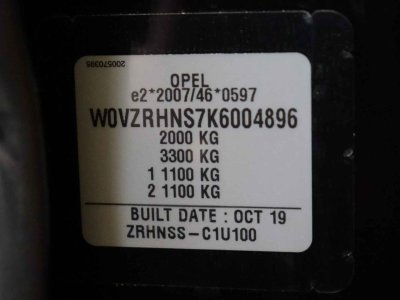 200570395
OPEL
e2*2007/46*0597
W0VZRHNS7K6004896
2000 KG
3300 KG
1 1100 KG
2 1100 KG
BUILT DATE : OCT 19
ZRHNSS-C1U100